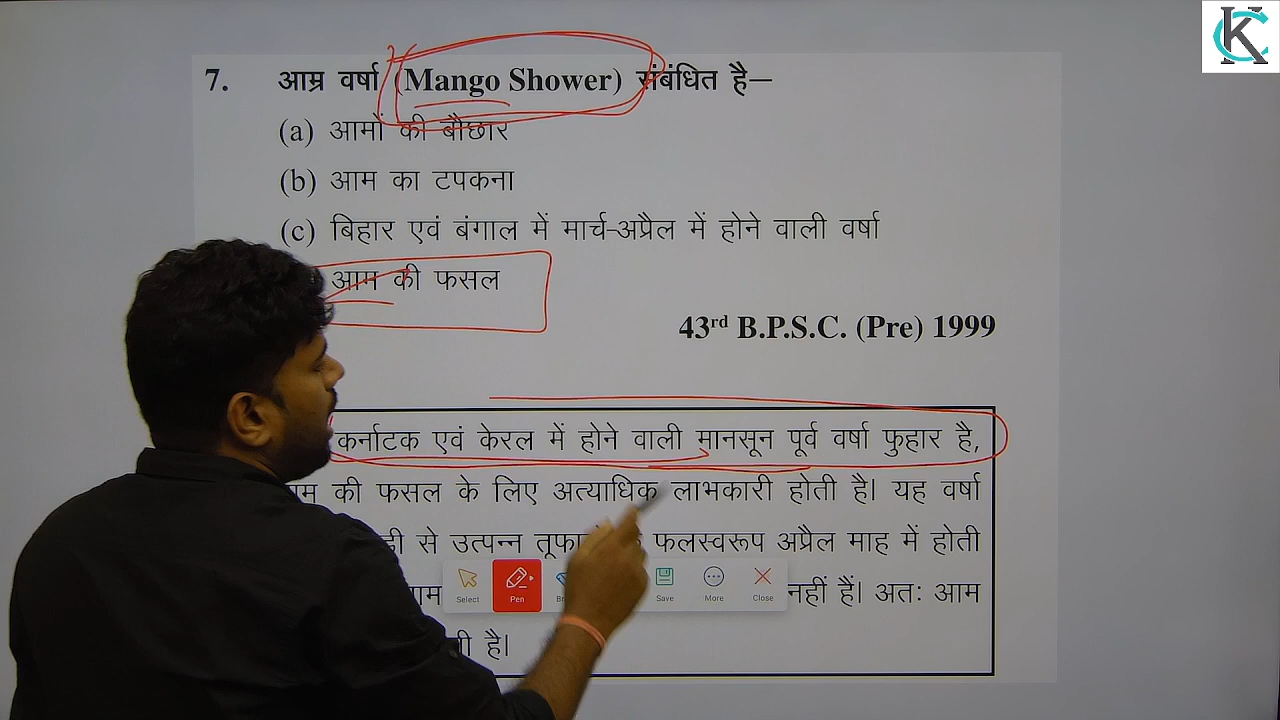 KC
7. आम्र वर्षा (Mango Shower) संबंधित है–
(a) आमों की बौछार
(b) आम का टपकना
(c) बिहार एवं बंगाल में मार्च-अप्रैल में होने वाली वर्षा
आम की फसल
43rd B.P.S.C. (Pre) 1999
कर्नाटक एवं केरल में होने वाली मानसून पूर्व वर्षा फुहार है,
की फसल के लिए अत्याधिक लाभकारी होती है। यह वर्षा
से उत्पन्न फलस्वरूप अप्रैल माह में होती
नहीं हैं। अतः आम
है।
Select Pen Save More Close